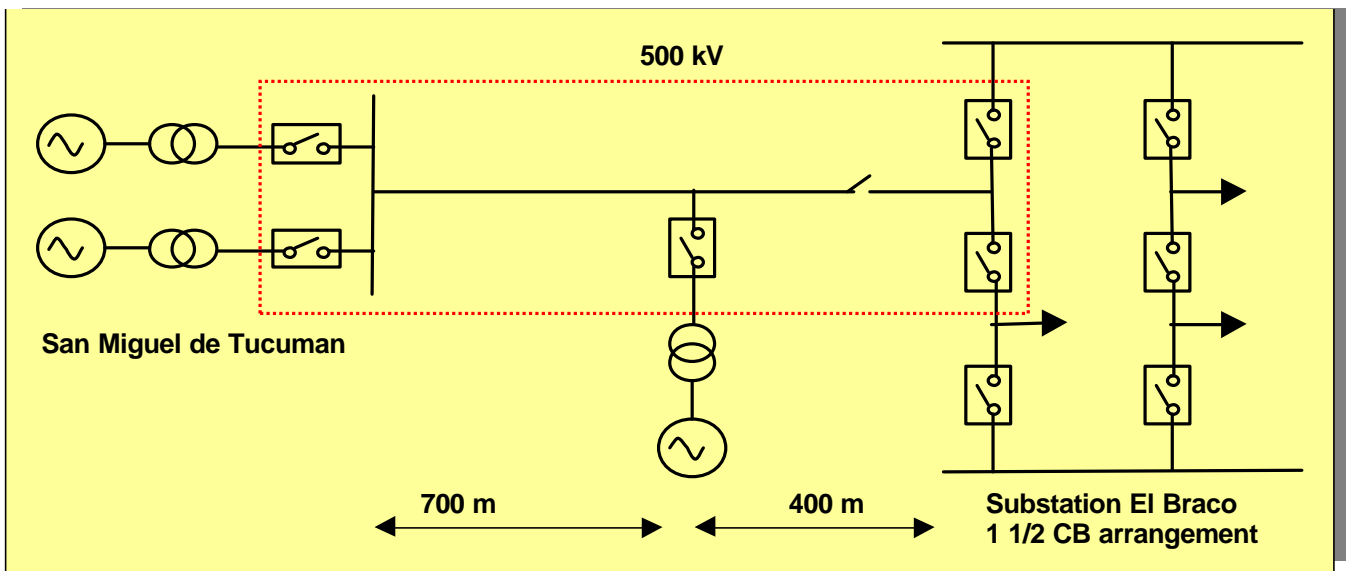 500 kV
San Miguel de Tucuman
700 m
400 m
Substation El Braco
1 1/2 CB arrangement